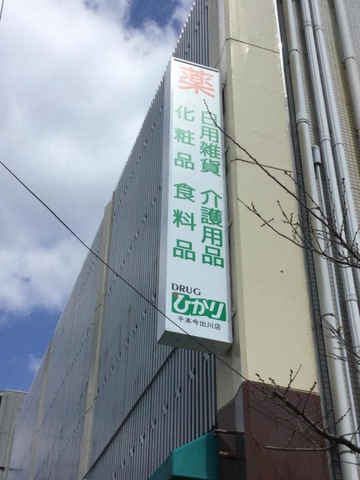 薬
日用雑貨 介護用品
化粧品 食料品
DRUG
ひかり
千本今出川店